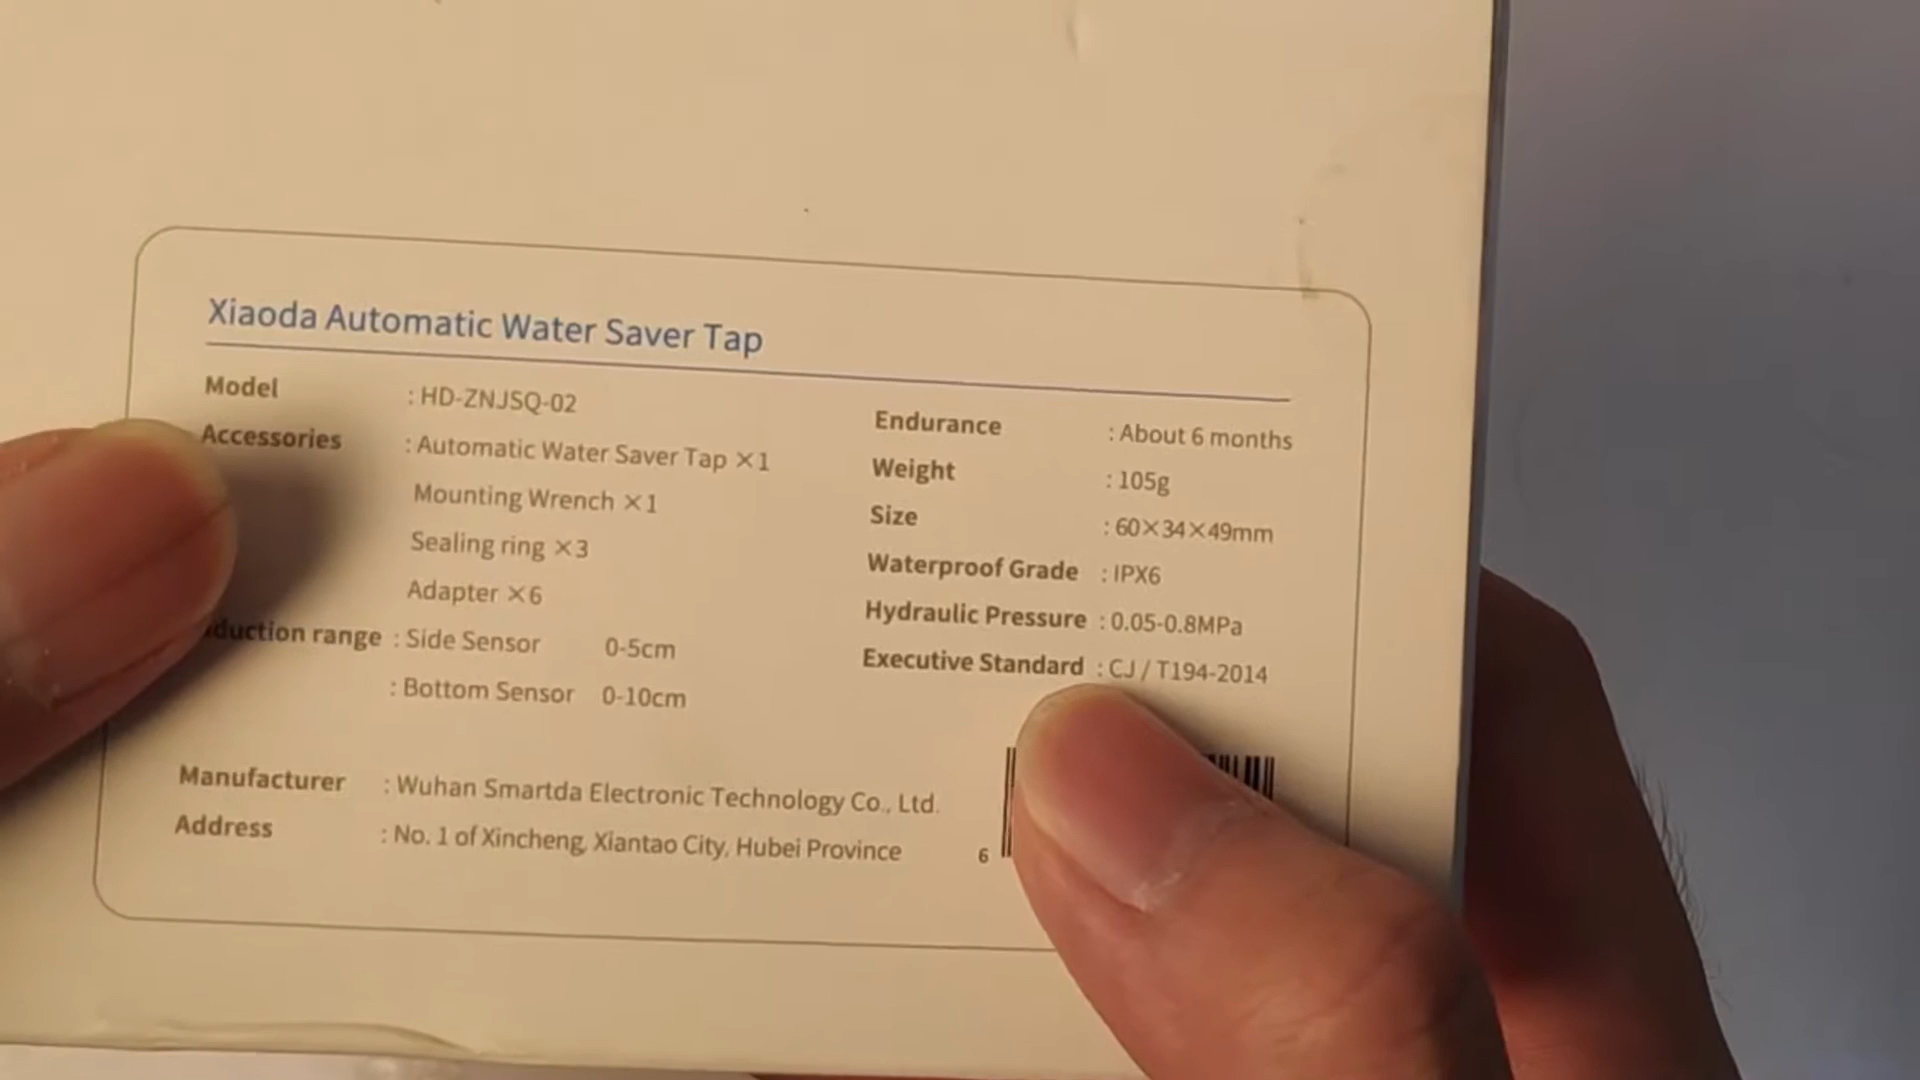 Xiaoda Automatic Water Saver Tap
Model : HD-ZNJSQ-02
Accessories : Automatic Water Saver Tap ×1
Mounting Wrench ×1
Sealing ring ×3
Adapter ×6
range : Side Sensor 0-5cm
: Bottom Sensor 0-10cm
Endurance : About 6 months
Weight : 105g
Size : 60×34×49mm
Waterproof Grade : IPX6
Hydraulic Pressure : 0.05-0.8MPa
Executive Standard : CJ / T194-2014
Manufacturer : Wuhan Smartda Electronic Technology Co., Ltd.
Address : No. 1 of Xincheng, Xiantao City, Hubei Province
6